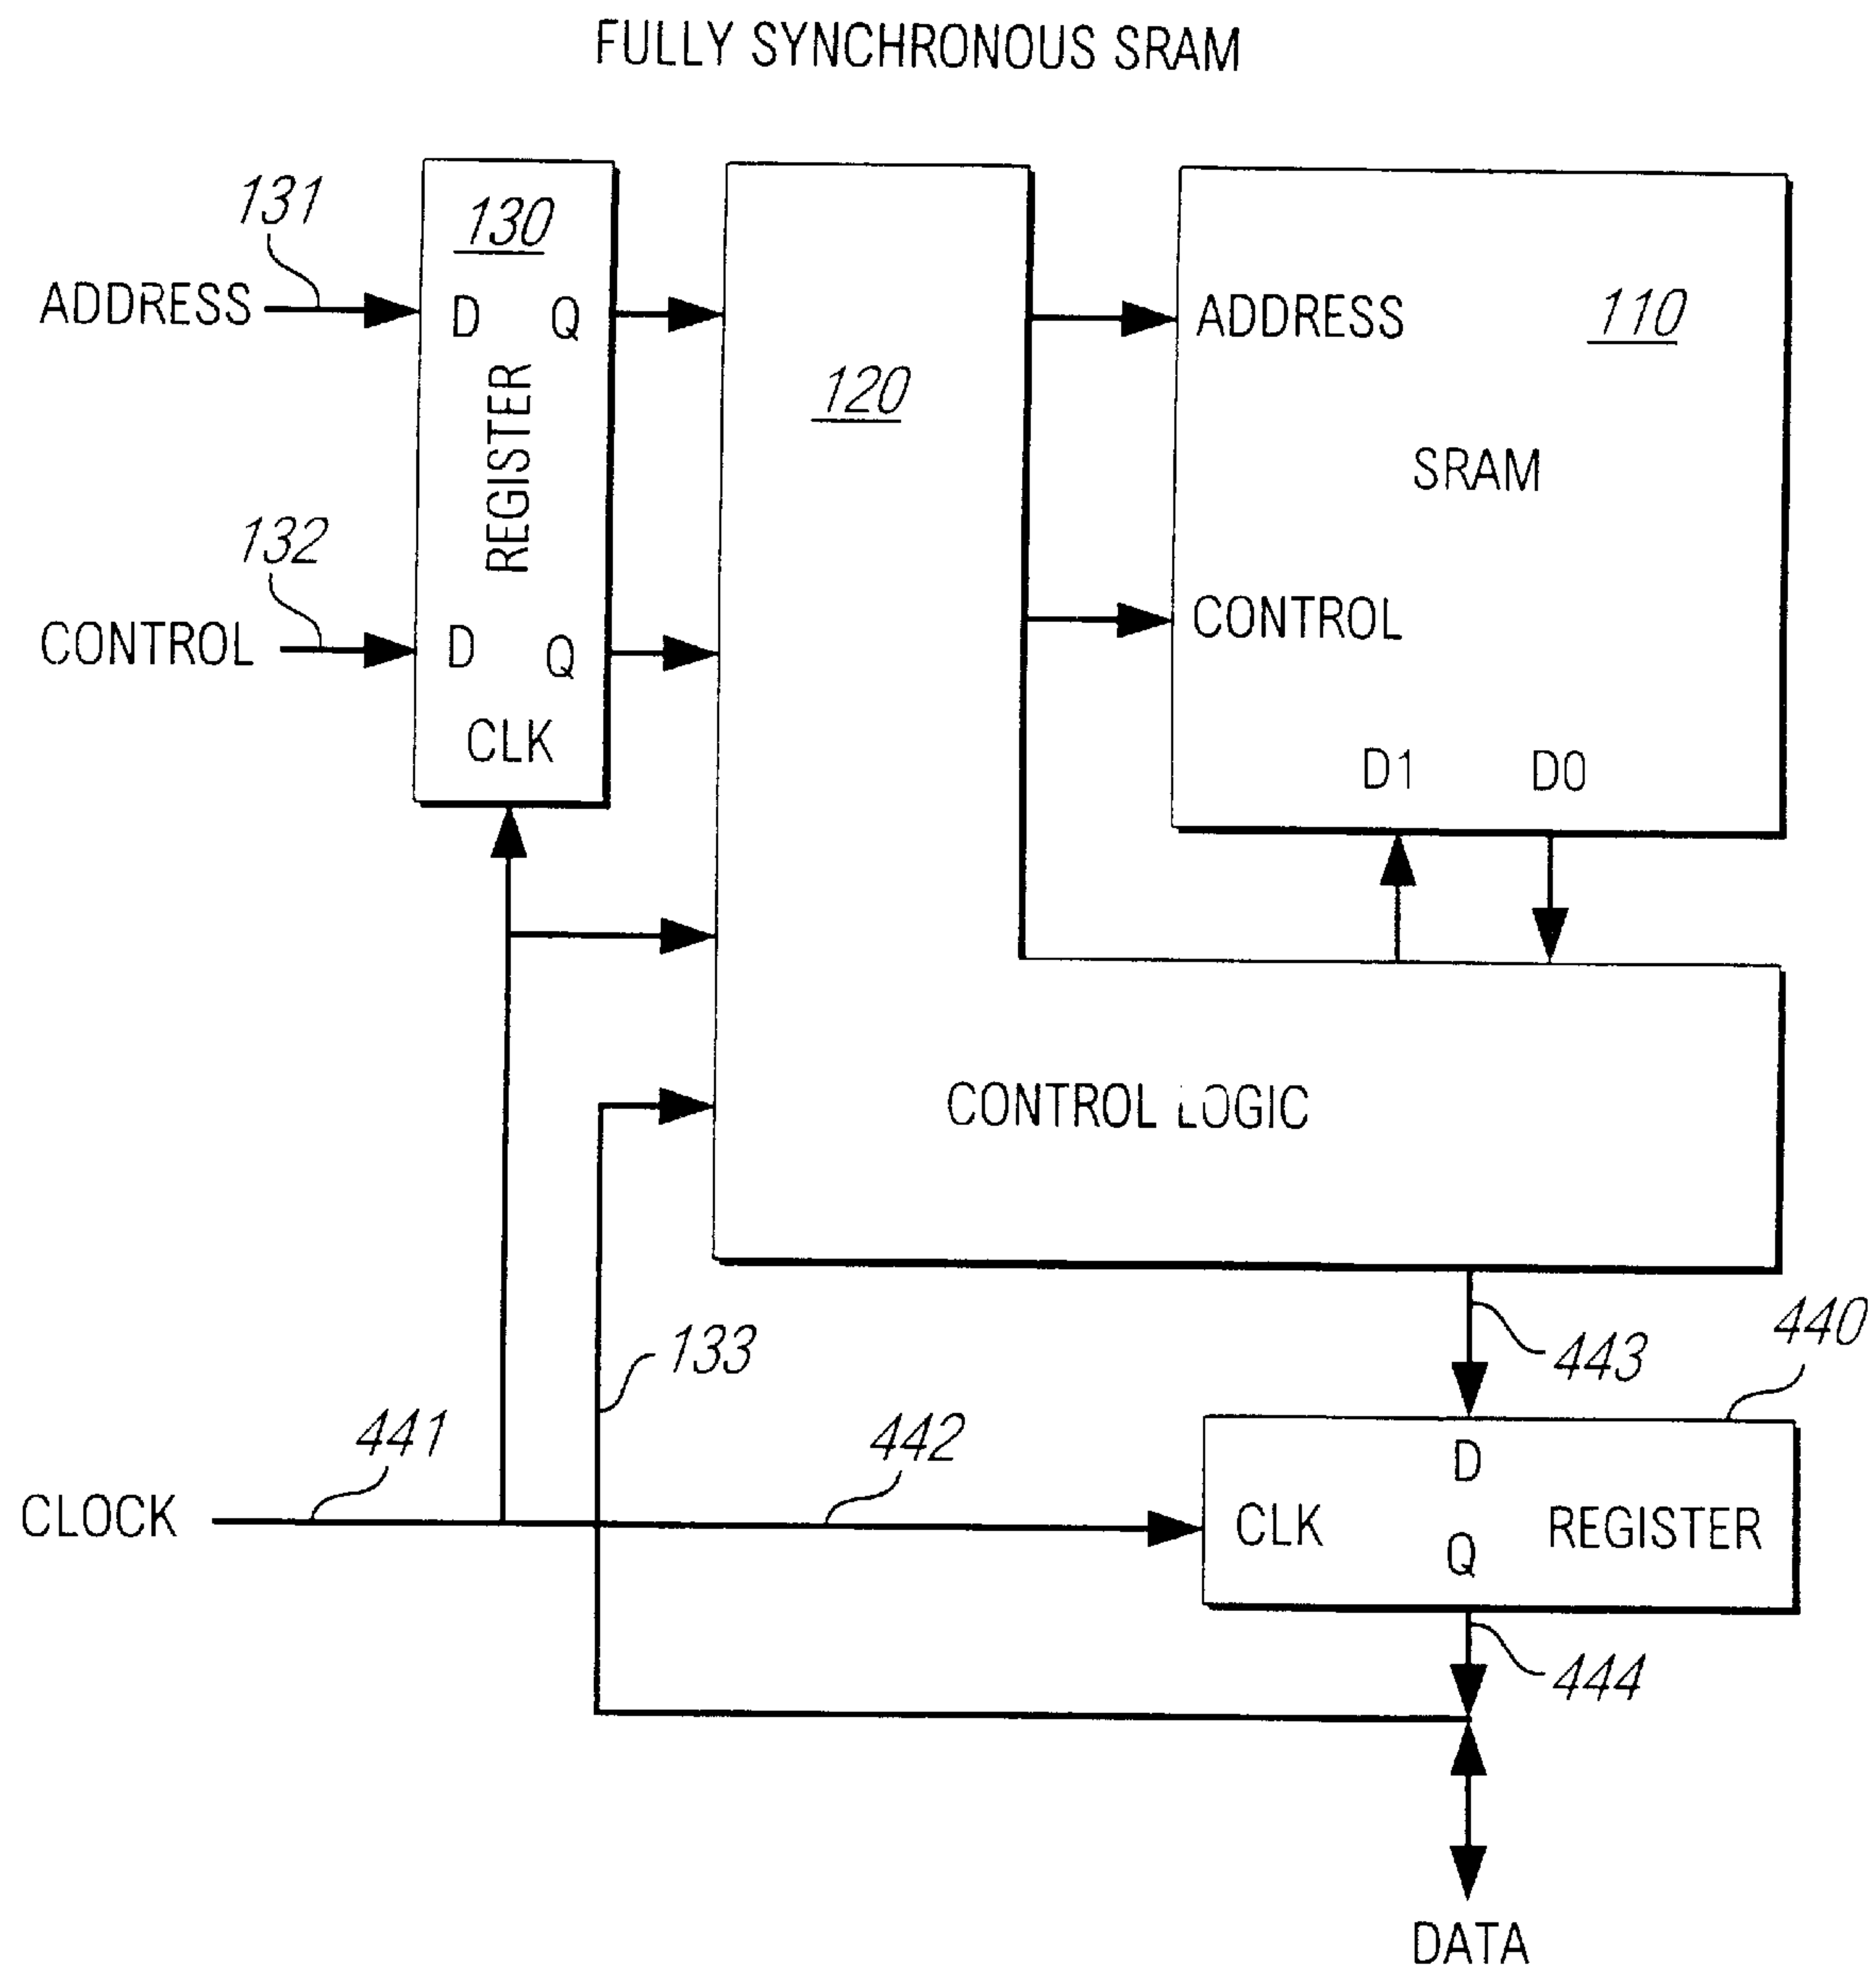 FULLY SYNCHRONOUS SRAM
131
130
ADDRESS
D Q
ADDRESS
110
120
REGISTER
SRAM
132
CONTROL
D Q
CONTROL
CLK
D1 D0
CONTROL LOGIC
133
443
440
441
442
CLOCK
D
CLK
REGISTER
Q
444
DATA